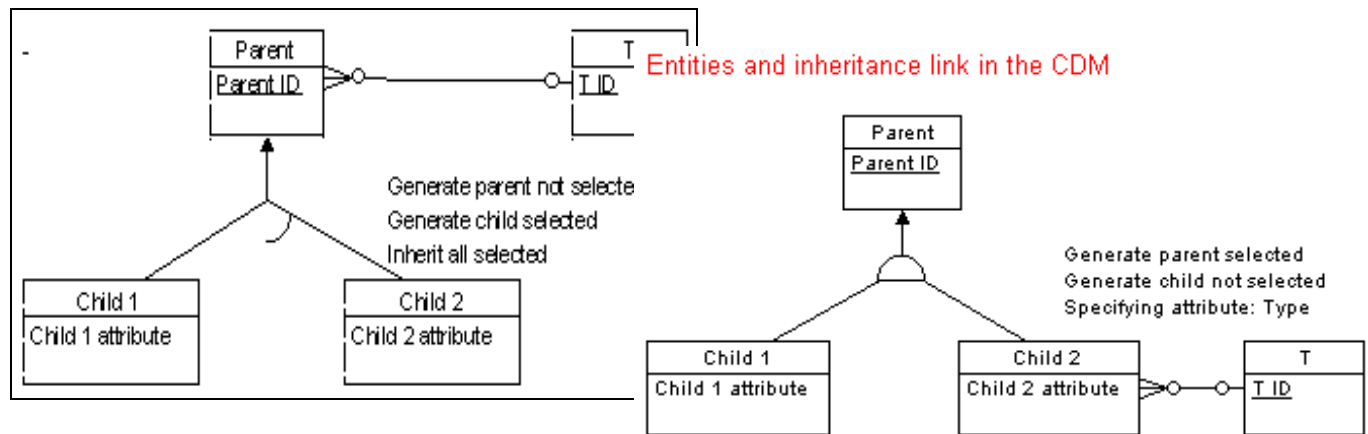 -
Parent
Parent ID
T
T ID
Generate parent not selecte
Generate child selected
Inherit all selected
Child 1
Child 1 attribute
Child 2
Child 2 attribute
Entities and inheritance link in the CDM
Parent
Parent ID
Generate parent selected
Generate child not selected
Specifying attribute: Type
Child 1
Child 1 attribute
Child 2
Child 2 attribute
T
T ID